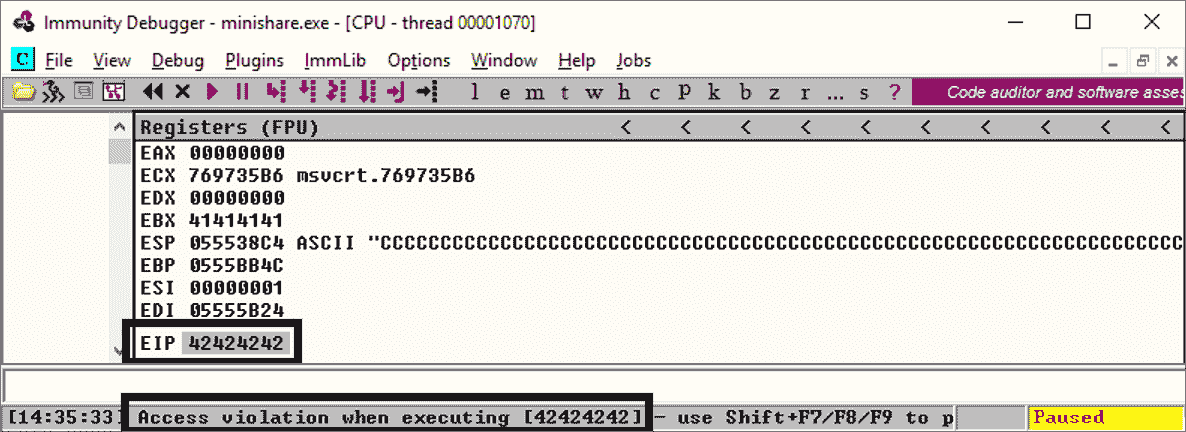 Immunity Debugger - minishare.exe - [CPU - thread 00001070]
C File View Debug Plugins ImmLib Options Window Help Jobs
l e m t w h c p k b z r ... s ? Code auditor and software asses
Registers (FPU) < < < < < < < < < <
EAX 00000000
ECX 769735B6 msvcrt.769735B6
EDX 00000000
EBX 41414141
ESP 055538C4 ASCII "CCCCCCCCCCCCCCCCCCCCCCCCCCCCCCCCCCCCCCCCCCCCCCCCCCCCCCCCCCCCCCCCCCC
EBP 0555BB4C
ESI 00000001
EDI 05555B24
EIP 42424242
[14:35:33] Access violation when executing [42424242] - use Shift+F7/F8/F9 to p Paused